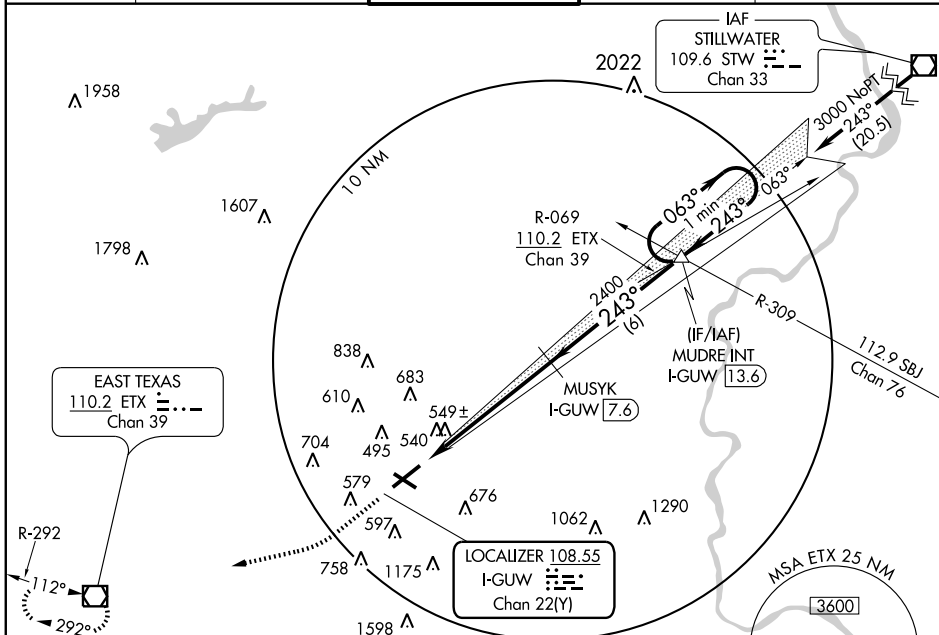 IAF
STILLWATER
109.6 STW
Chan 33
2022
1958
3000 NoPT
243°
(20.5)
10 NM
063°
063°
1 min
243°
1607
R-069
110.2 ETX
Chan 39
1798
2400
243°
(6)
R-309
(IF/IAF)
MUDRE INT
I-GUW 13.6
112.9 SBJ
Chan 76
838
EAST TEXAS
110.2 ETX
Chan 39
683
MUSYK
I-GUW 7.6
610
549±
540
495
704
579
676
1290
1062
597
R-292
758
1175
LOCALIZER 108.55
I-GUW
Chan 22(Y)
MSA ETX 25 NM
112°
3600
292°
1598